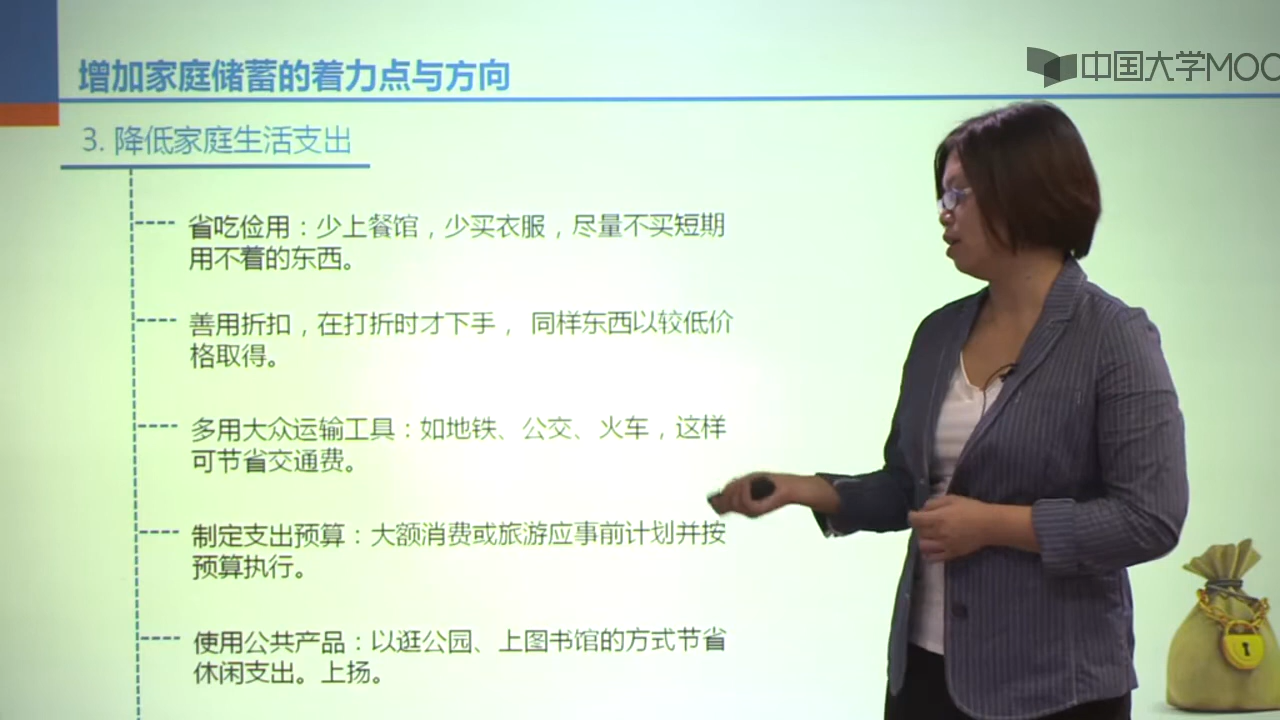 增加家庭储蓄的着力点与方向
中国大学MOO
3. 降低家庭生活支出
省吃俭用：少上餐馆，少买衣服，尽量不买短期
用不着的东西。
善用折扣，在打折时才下手， 同样东西以较低价
格取得。
多用大众运输工具：如地铁、公交、火车，这样
可节省交通费。
制定支出预算：大额消费或旅游应事前计划并按
预算执行。
使用公共产品：以逛公园、上图书馆的方式节省
休闲支出。上扬。